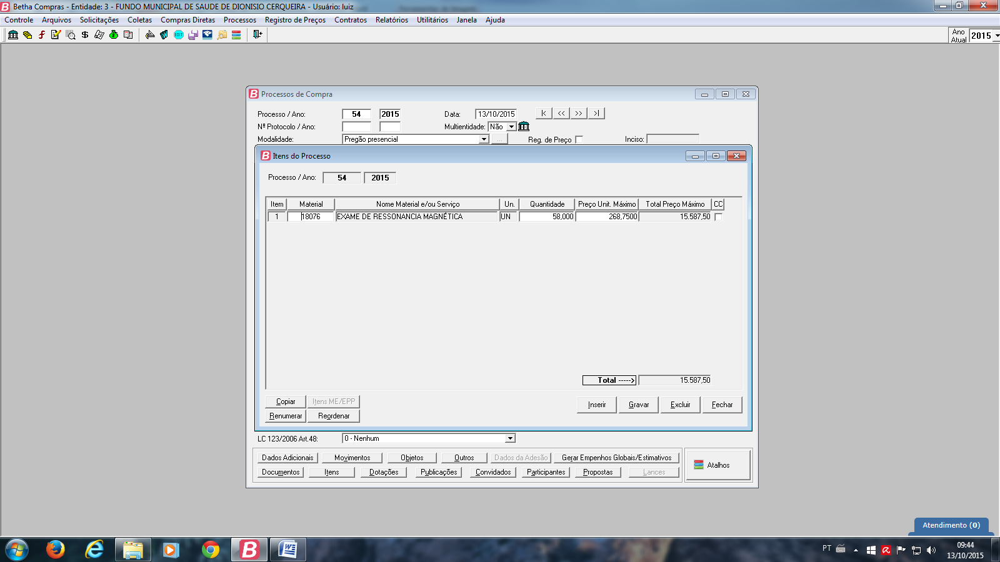 Betha Compras - Entidade: 3 - FUNDO MUNICIPAL DE SAUDE DE DIONISIO CERQUEIRA - Usuário: luiz
Controle Arquivos Solicitações Coletas Compras Diretas Processos Registro de Preços Contratos Relatórios Utilitários Janela Ajuda
Ano Atual 2015
Processos de Compra
Processo / Ano: 54 2015 Data: 13/10/2015 |< << >> >|
Nº Protocolo / Ano: Multientidade: Não
Modalidade: Pregão presencial ... Reg. de Preço Inciso:
Itens do Processo
Processo / Ano: 54 2015
Item Material Nome Material e/ou Serviço Un. Quantidade Preço Unit. Máximo Total Preço Máximo CC
1 18076 EXAME DE RESSONANCIA MAGNÉTICA UN 58,000 268,7500 15.587,50
Total -----> 15.587,50
Copiar Itens ME/EPP Inserir Gravar Excluir Fechar
Renumerar Reordenar
LC 123/2006 Art.48: 0 - Nenhum
Dados Adicionais Movimentos Objetos Outros Dados da Adesão Gerar Empenhos Globais/Estimativos
Documentos Itens Dotações Publicações Convidados Participantes Propostas Lances
Atalhos
Atendimento (0)
PT 09:44
13/10/2015